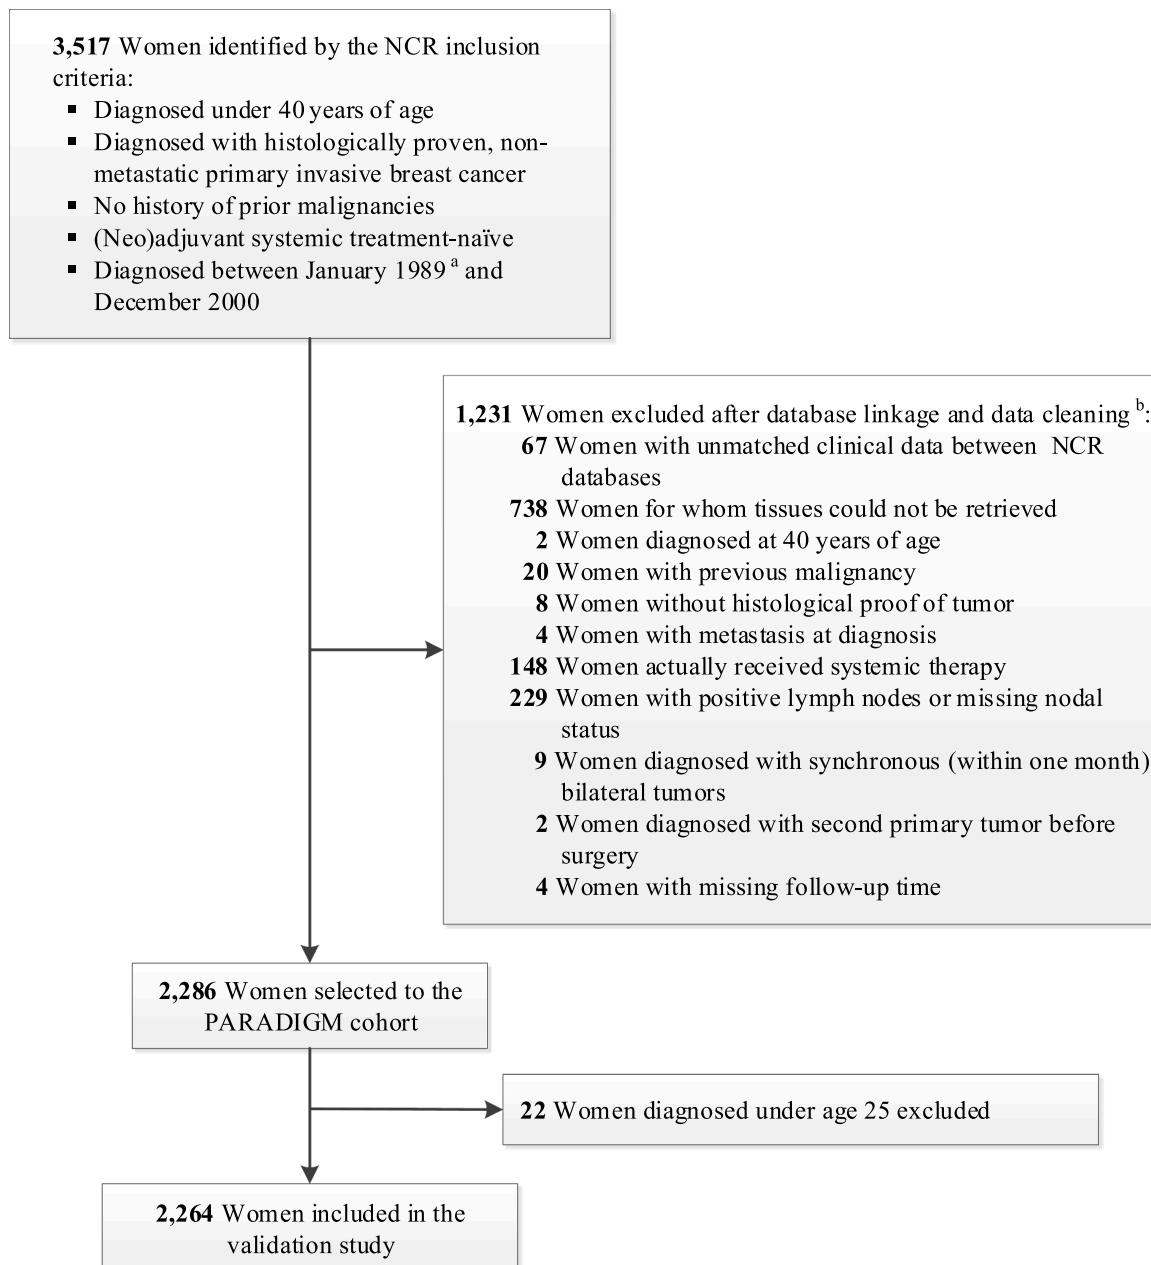 3,517 Women identified by the NCR inclusion
criteria:
▪ Diagnosed under 40 years of age
▪ Diagnosed with histologically proven, non-
metastatic primary invasive breast cancer
▪ No history of prior malignancies
▪ (Neo)adjuvant systemic treatment-naïve
▪ Diagnosed between January 1989 a and
December 2000
1,231 Women excluded after database linkage and data cleaning b:
67 Women with unmatched clinical data between NCR
databases
738 Women for whom tissues could not be retrieved
2 Women diagnosed at 40 years of age
20 Women with previous malignancy
8 Women without histological proof of tumor
4 Women with metastasis at diagnosis
148 Women actually received systemic therapy
229 Women with positive lymph nodes or missing nodal
status
9 Women diagnosed with synchronous (within one month)
bilateral tumors
2 Women diagnosed with second primary tumor before
surgery
4 Women with missing follow-up time
2,286 Women selected to the
PARADIGM cohort
22 Women diagnosed under age 25 excluded
2,264 Women included in the
validation study